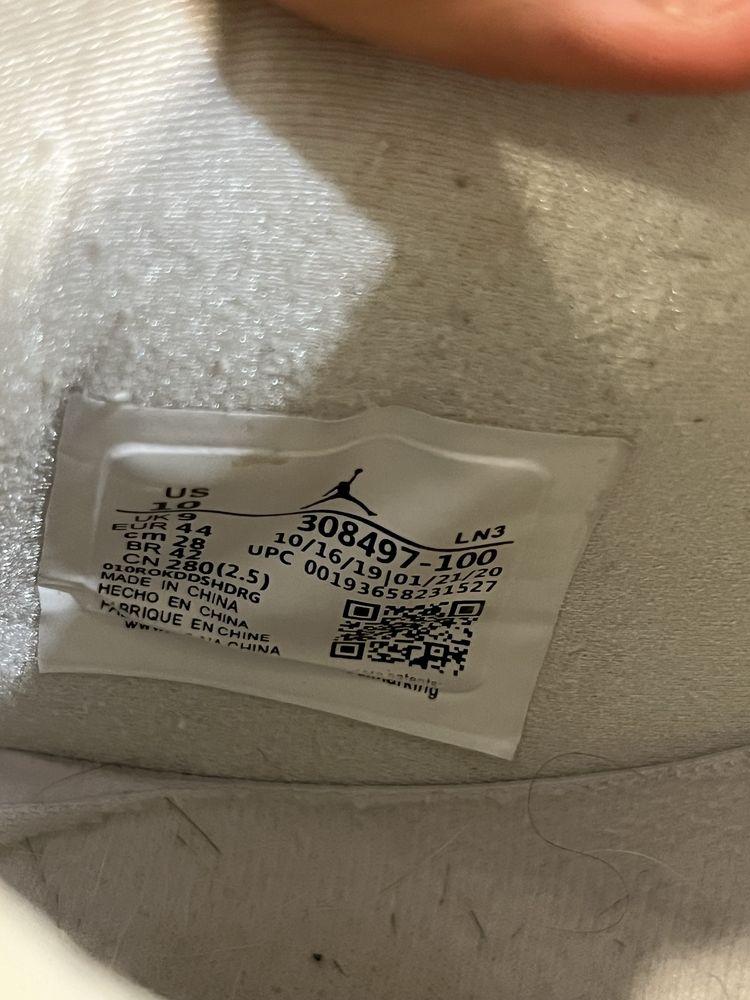 US
10
UK 9
EUR 44
cm 28
BR 42
CN 280(2.5)
010ROKDDSHDRG
MADE IN CHINA
HECHO EN CHINA
FABRIQUE EN CHINE
CHINA
LN3
308497-100
10/16/19|01/21/20
UPC 00193658231527